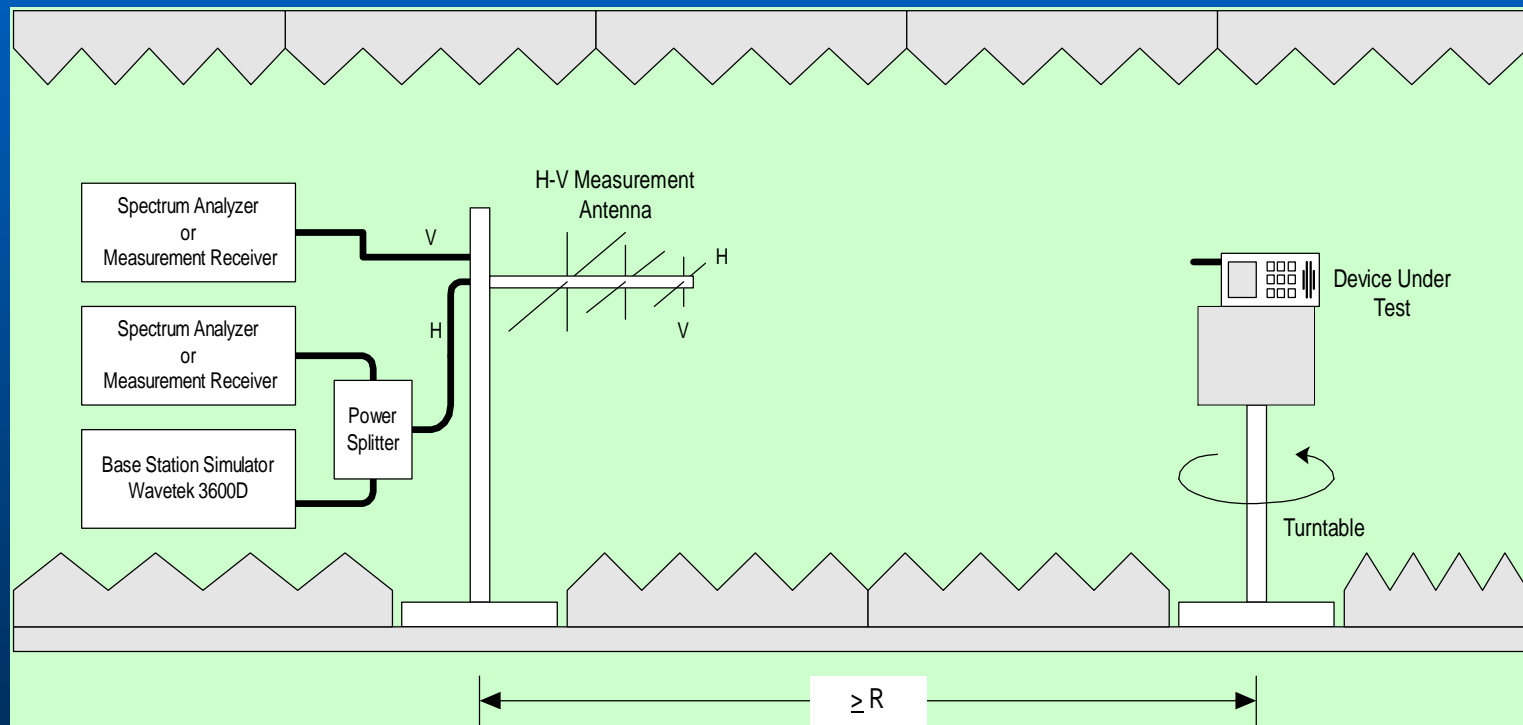 H-V Measurement
Antenna
Spectrum Analyzer
or
Measurement Receiver
V
H
Device Under
Test
Spectrum Analyzer
or
Measurement Receiver
H
V
Power
Splitter
Base Station Simulator
Wavetek 3600D
Turntable
≥ R